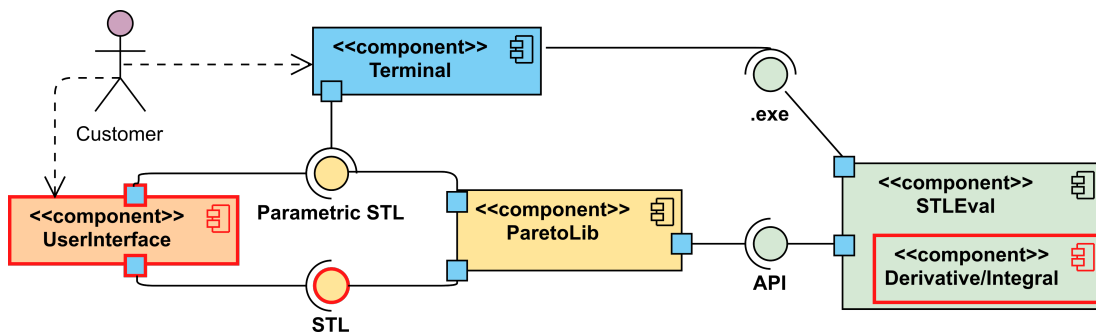 <<component>>
Terminal
Customer
.exe
<<component>>
UserInterface
Parametric STL
<<component>>
ParetoLib
<<component>>
STLEval
<<component>>
Derivative/Integral
API
STL